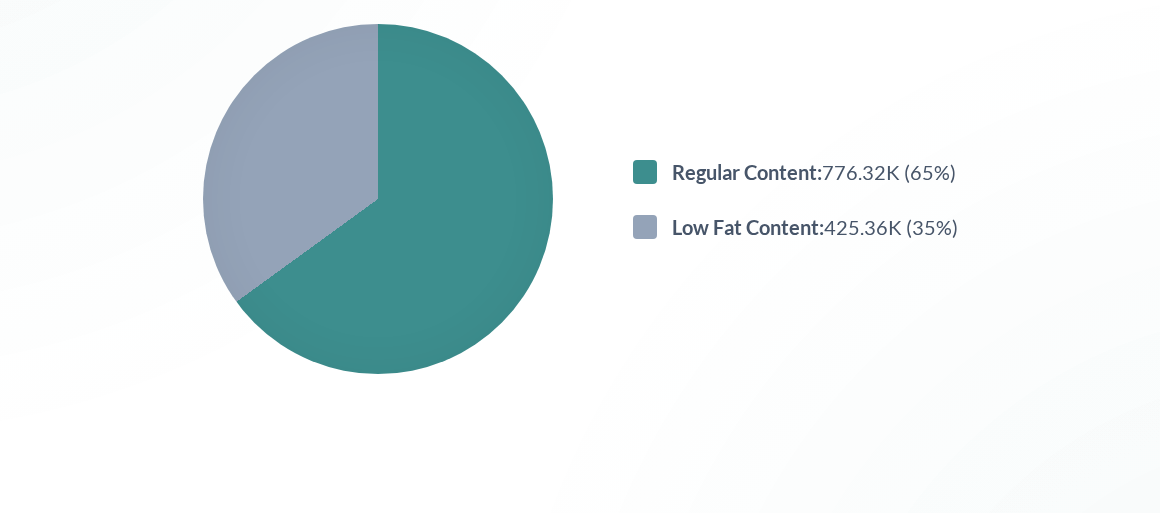 Regular Content:776.32K (65%)
Low Fat Content:425.36K (35%)